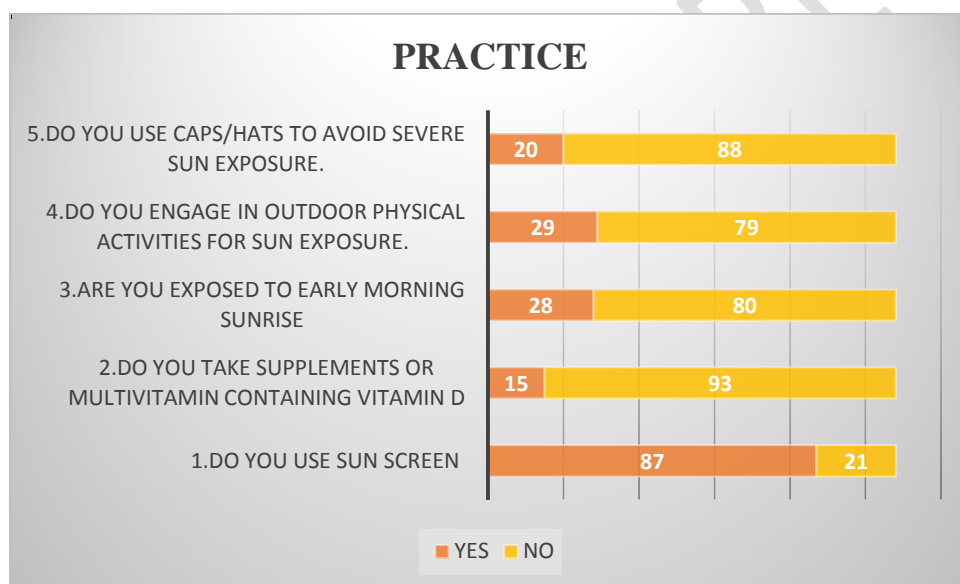 PRACTICE
5.DO YOU USE CAPS/HATS TO AVOID SEVERE
SUN EXPOSURE.
20 88
4.DO YOU ENGAGE IN OUTDOOR PHYSICAL
ACTIVITIES FOR SUN EXPOSURE.
29 79
3.ARE YOU EXPOSED TO EARLY MORNING
SUNRISE
28 80
2.DO YOU TAKE SUPPLEMENTS OR
MULTIVITAMIN CONTAINING VITAMIN D
15 93
1.DO YOU USE SUN SCREEN
87 21
YES NO